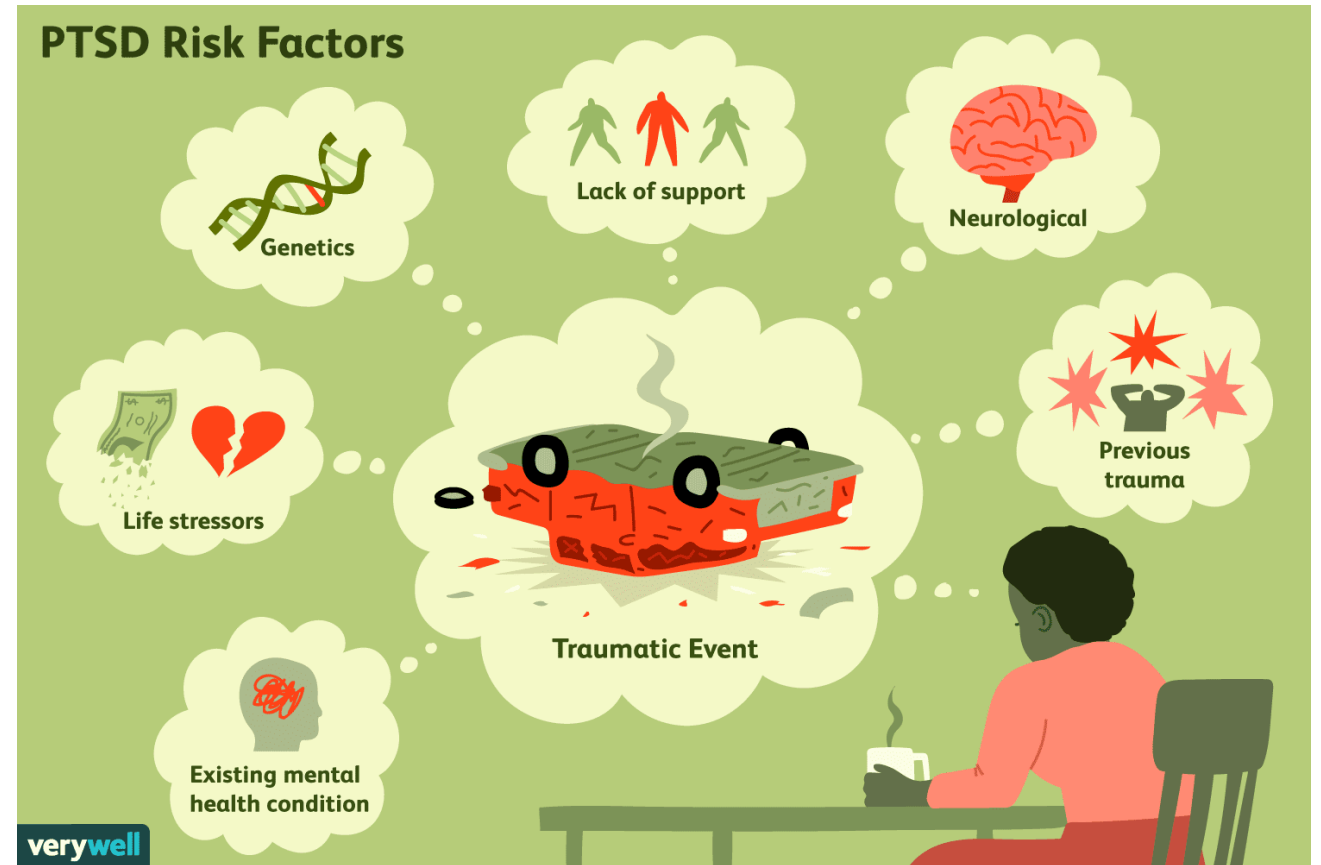 PTSD Risk Factors
Genetics
Lack of support
Neurological
Life stressors
Previous
trauma
Traumatic Event
Existing mental
health condition
verywell